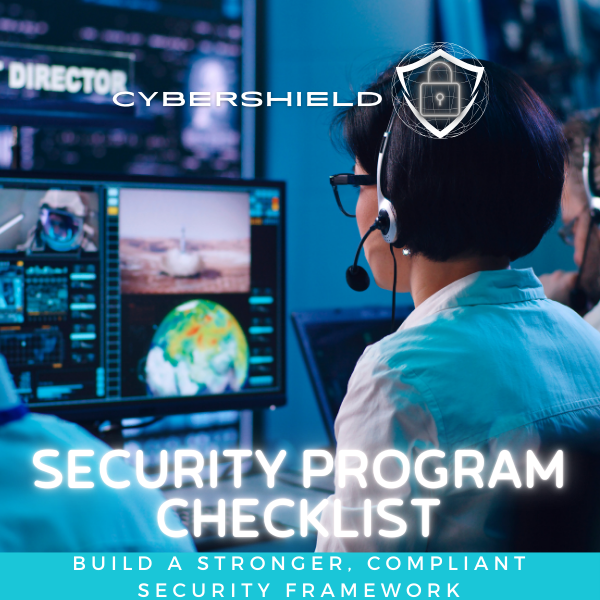 DIRECTOR
CYBERSHIELD
SECURITY PROGRAM
CHECKLIST
BUILD A STRONGER, COMPLIANT
SECURITY FRAMEWORK